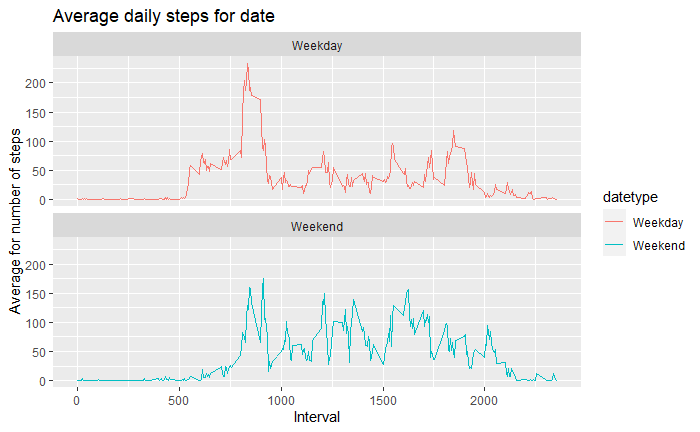 Average daily steps for date
Weekday
200
150
100
50
0
Weekend
200
150
100
50
0
0
500
1000
1500
2000
Interval
Average for number of steps
datetype
Weekday
Weekend